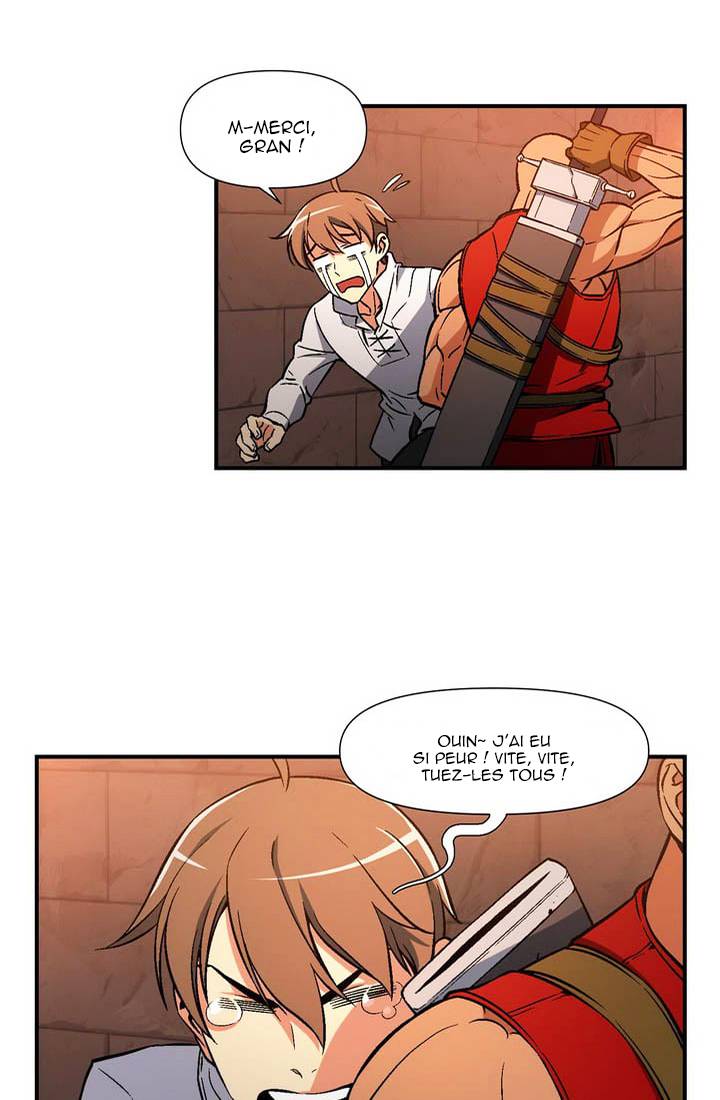 M-MERCI,
GRAN !
OUIN~ J'AI EU
SI PEUR ! VITE, VITE,
TUEZ-LES TOUS !